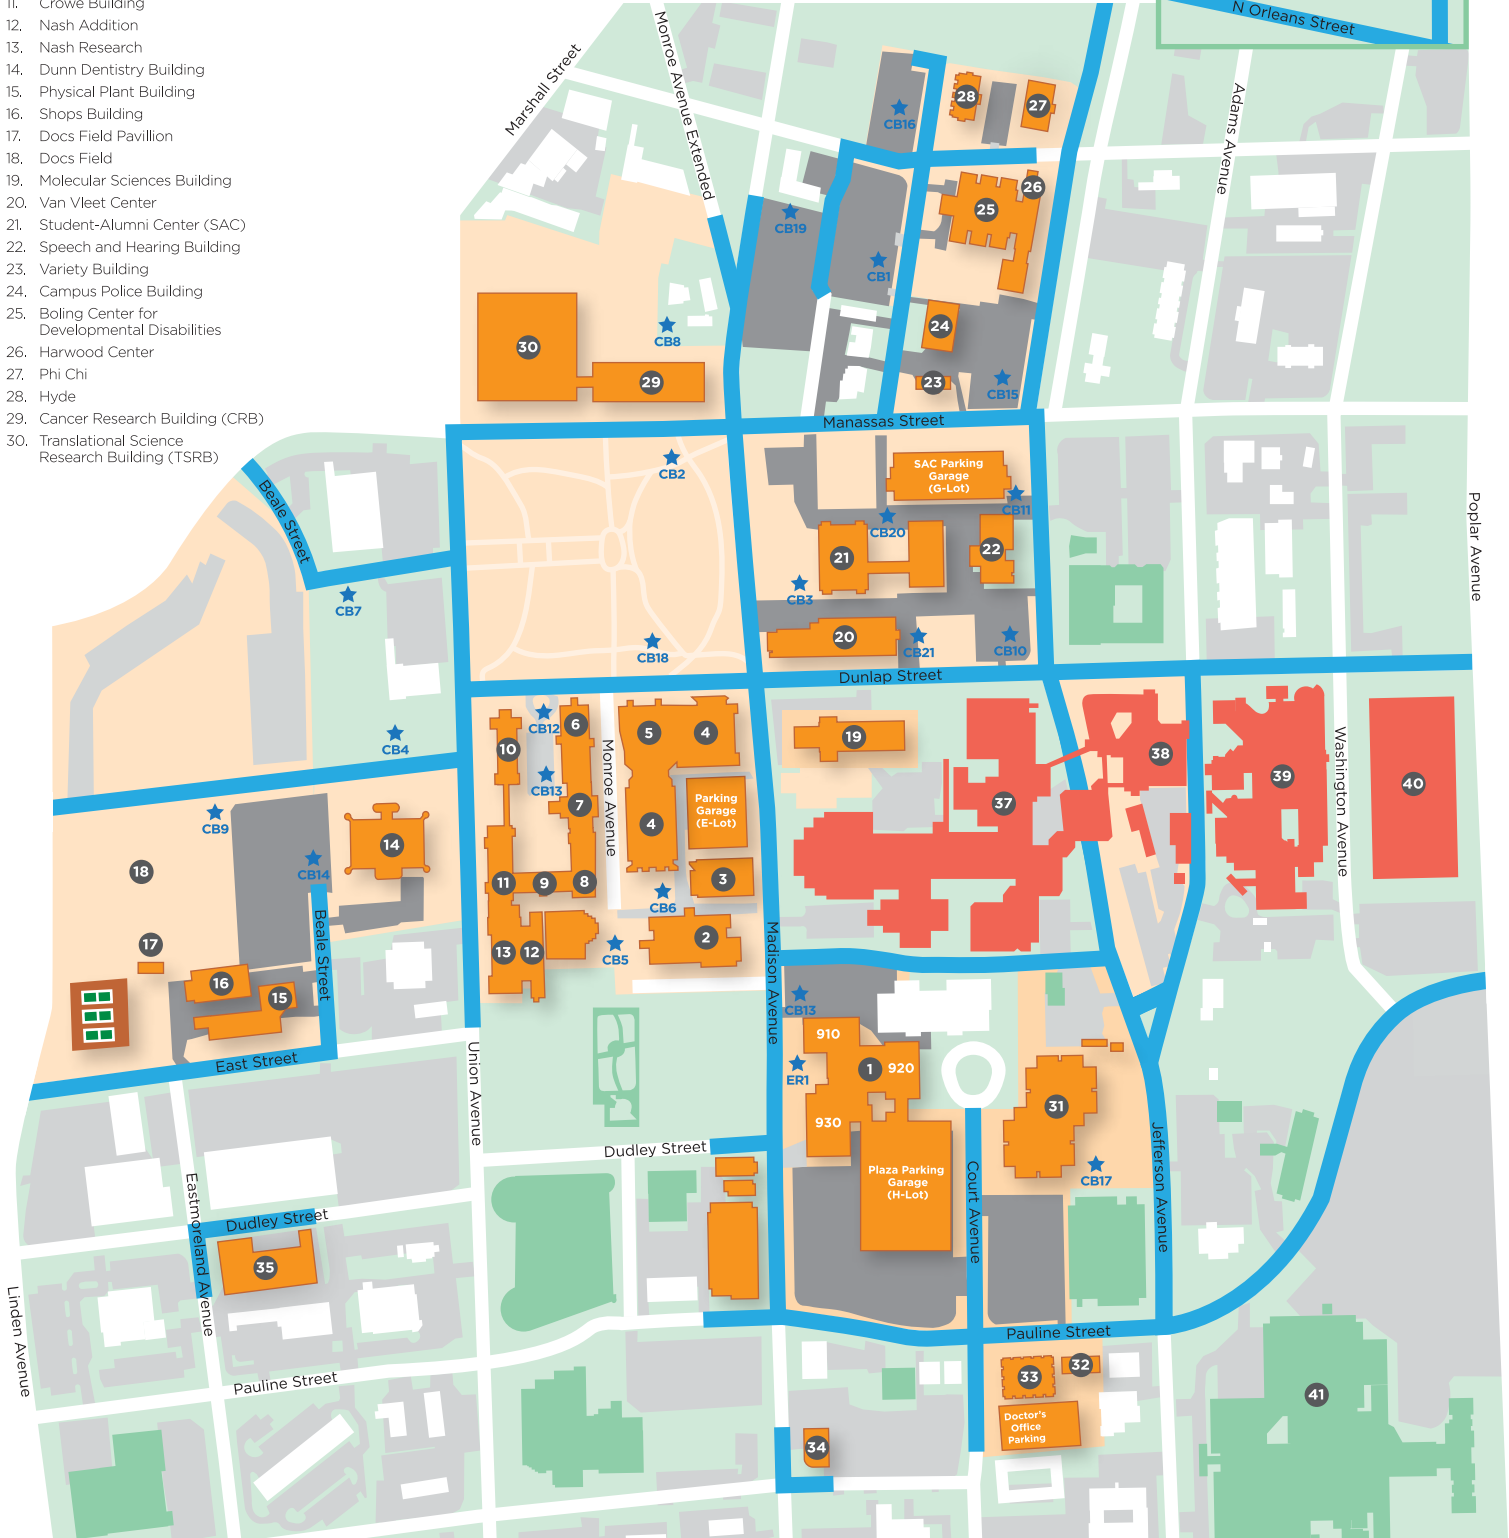 11. Crowe Building
12. Nash Addition
13. Nash Research
14. Dunn Dentistry Building
15. Physical Plant Building
16. Shops Building
17. Docs Field Pavillion
18. Docs Field
19. Molecular Sciences Building
20. Van Vleet Center
21. Student-Alumni Center (SAC)
22. Speech and Hearing Building
23. Variety Building
24. Campus Police Building
25. Boling Center for
Developmental Disabilities
26. Harwood Center
27. Phi Chi
28. Hyde
29. Cancer Research Building (CRB)
30. Translational Science
Research Building (TSRB)
N Orleans Street
Marshall Street
Monroe Avenue Extended
Adams Avenue
CB16
28
27
26
25
CB19
CB1
24
23
CB15
CB8
30
29
Manassas Street
CB2
SAC Parking
Garage
(G-Lot)
CB11
CB20
21
22
CB3
20
CB21
CB10
CB18
Beale Street
CB7
Poplar Avenue
Dunlap Street
CB4
CB12
10
6
5
4
CB13
7
Monroe Avenue
4
Parking
Garage
(E-Lot)
3
11
9
8
CB6
2
13
12
CB5
19
37
38
39
40
Washington Avenue
CB9
18
CB14
14
17
16
15
Beale Street
East Street
Union Avenue
Madison Avenue
CB13
910
1
920
ER1
930
31
CB17
Plaza Parking
Garage
(H-Lot)
Court Avenue
Jefferson Avenue
Dudley Street
Eastmoreland Avenue
Dudley Street
35
Linden Avenue
Pauline Street
Pauline Street
33
32
Doctor's
Office
Parking
34
41